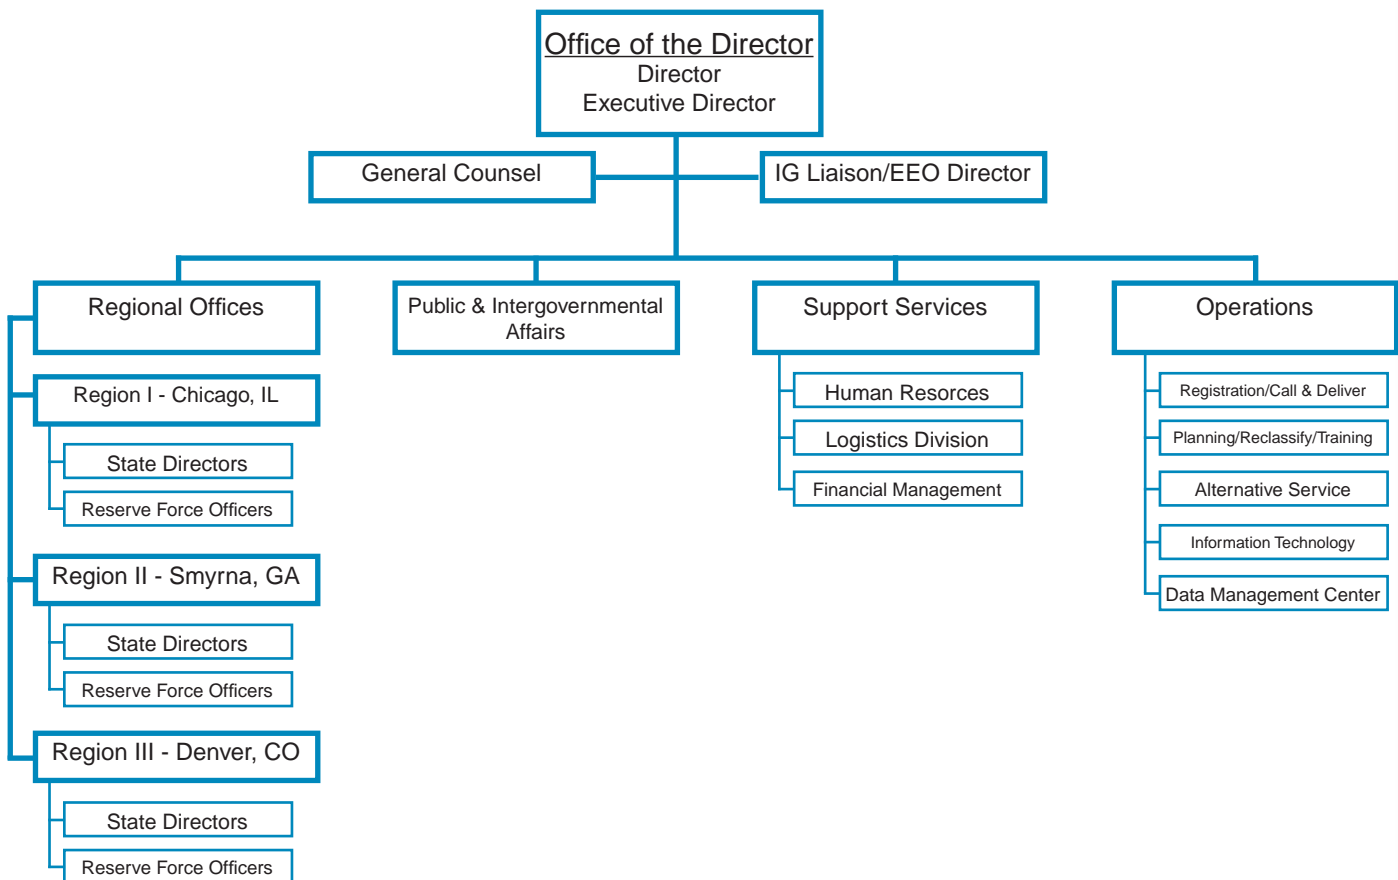 Office of the Director
Director
Executive Director
General Counsel
IG Liaison/EEO Director
Regional Offices
Region I - Chicago, IL
State Directors
Reserve Force Officers
Region II - Smyrna, GA
State Directors
Reserve Force Officers
Region III - Denver, CO
State Directors
Reserve Force Officers
Public & Intergovernmental
Affairs
Support Services
Human Resorces
Logistics Division
Financial Management
Operations
Registration/Call & Deliver
Planning/Reclassify/Training
Alternative Service
Information Technology
Data Management Center